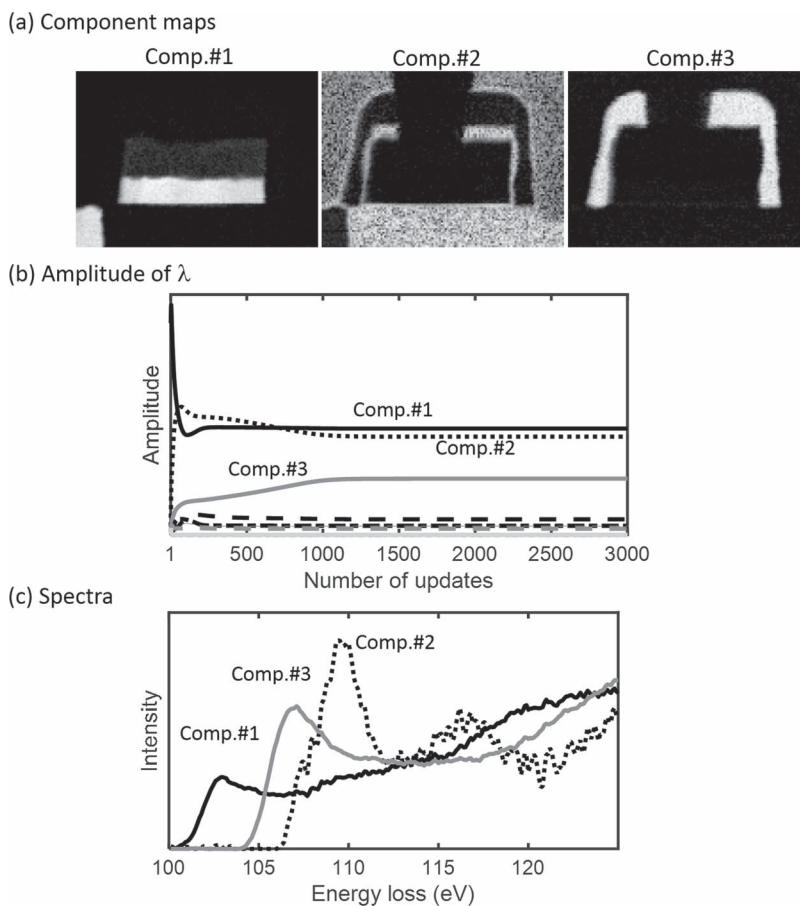 (a) Component maps
Comp.#1 Comp.#2 Comp.#3
(b) Amplitude of λ
Amplitude
Comp.#1
Comp.#2
Comp.#3
1 500 1000 1500 2000 2500 3000
Number of updates
(c) Spectra
Intensity
Comp.#2
Comp.#3
Comp.#1
100 105 110 115 120
Energy loss (eV)